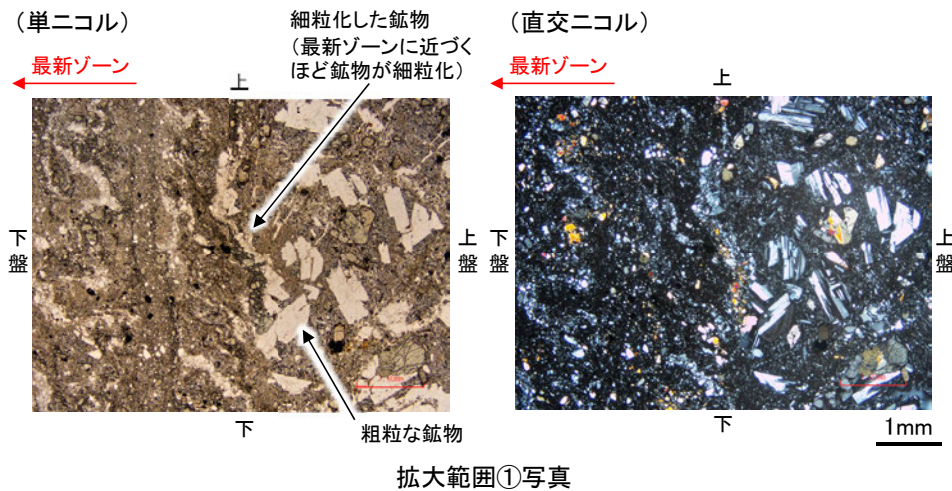 （単ニコル）
細粒化した鉱物
（最新ゾーンに近づく
ほど鉱物が細粒化）
（直交ニコル）
最新ゾーン
最新ゾーン
上
上
下盤
上盤
下盤
上盤
下
粗粒な鉱物
下
1mm
拡大範囲①写真